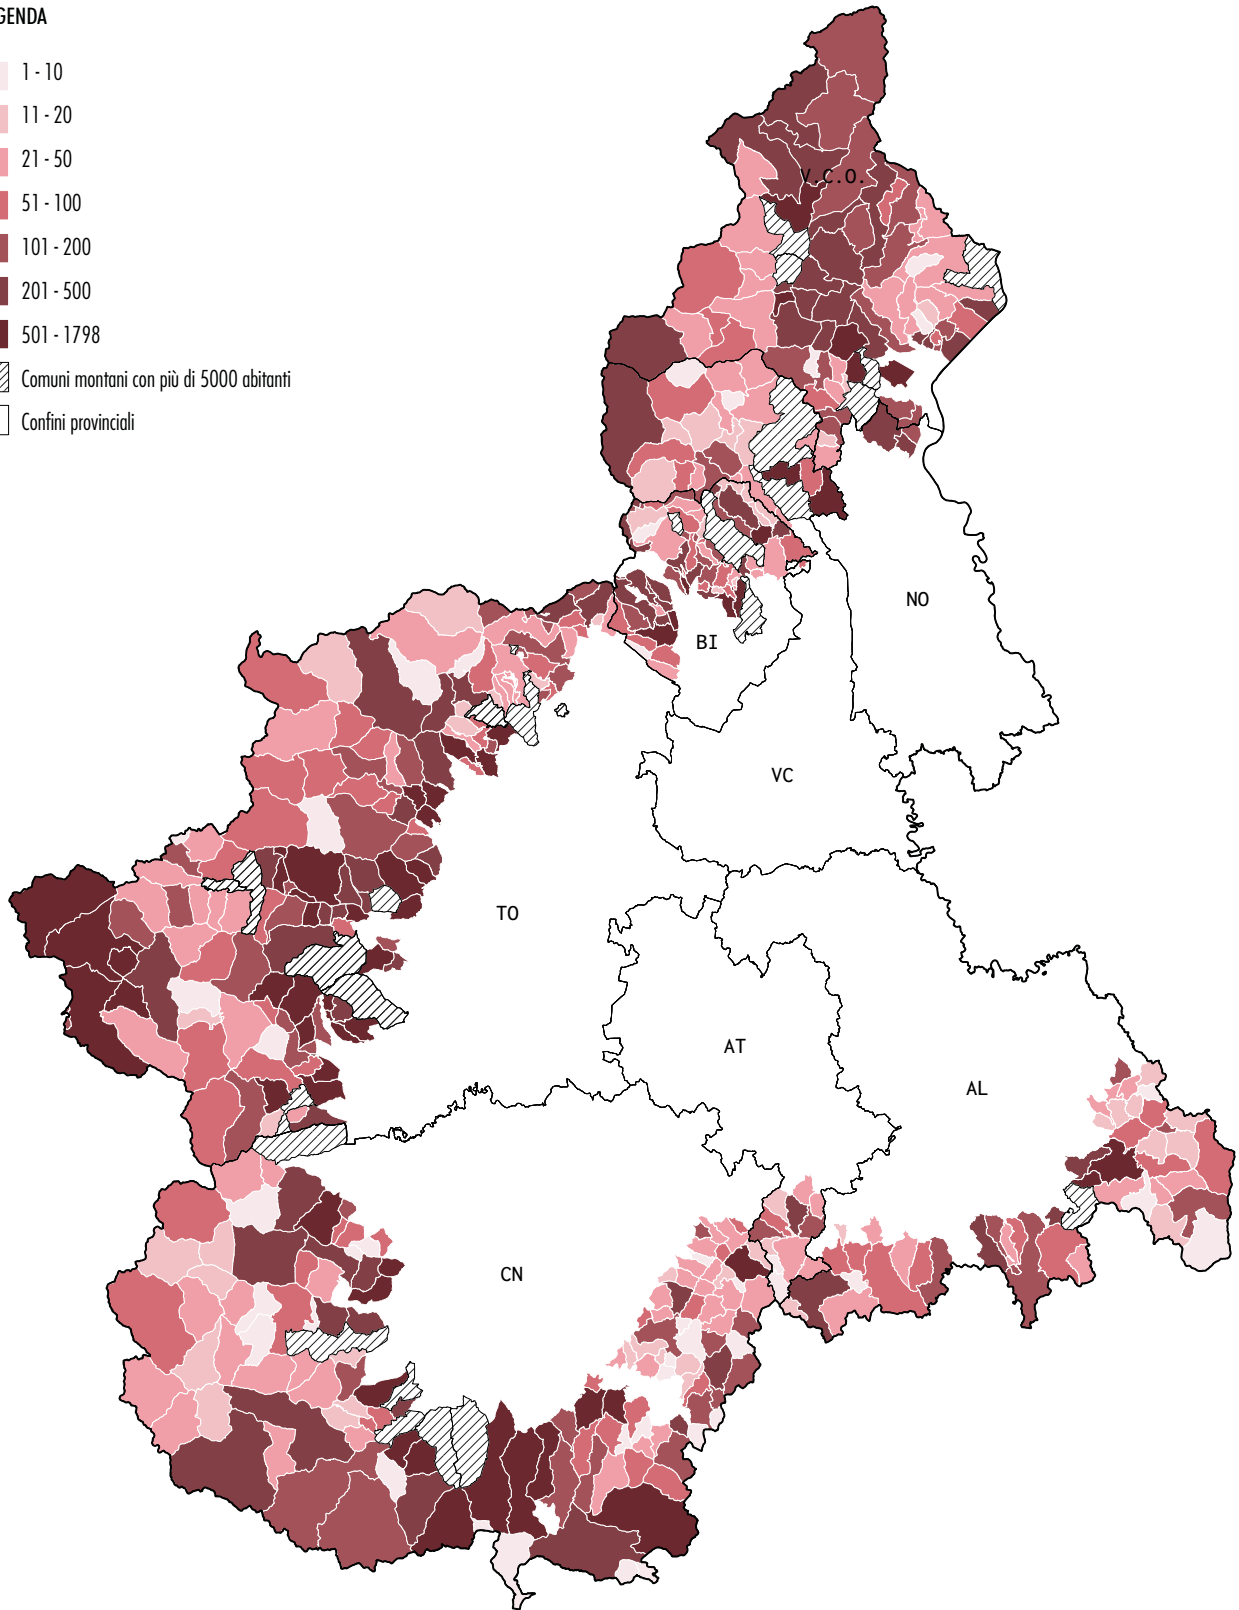 GENDA
1 - 10
11 - 20
21 - 50
51 - 100
101 - 200
201 - 500
501 - 1798
Comuni montani con più di 5000 abitanti
Confini provinciali
V.C.O.
NO
BI
VC
TO
AT
AL
CN